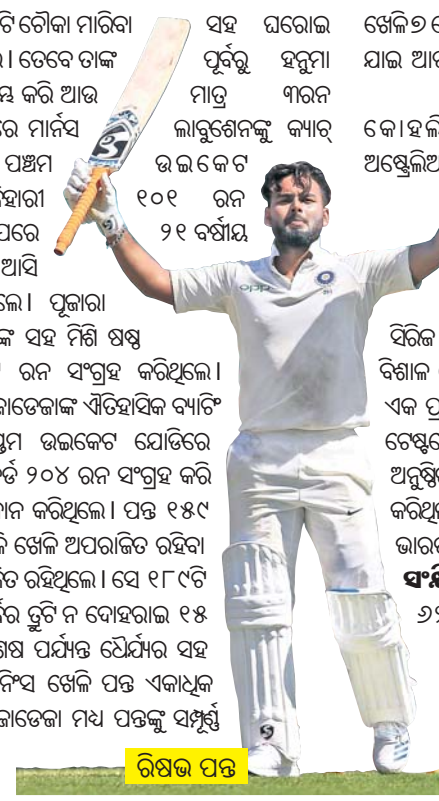 ଟି ଚୌକା ମାରିବା ସହ ଘରୋଇ
। ତେବେ ତାଙ୍କ ପୂର୍ବରୁ ହନୁମା
କରି ଆଉ ମାତ୍ର ୩ରନ
ରେ ମାର୍ନସ ଲାବୁଶେନଙ୍କୁ କ୍ୟାଚ୍
ପଞ୍ଚମ ଉଇକେଟ
ବିହାରୀ ୧୦୧ ରନ
ପରେ ୨୧ ବର୍ଷୀୟ
ଆସି
ଲେ। ପୂଜାରା
ଙ୍କ ସହ ମିଶି ଷଷ୍ଠ
ରନ ସଂଗ୍ରହ କରିଥିଲେ।
ଜାଡେଜାଙ୍କ ଐତିହାସିକ ବ୍ୟାଟିଂ
ଉଇକେଟ ଯୋଡିରେ
ର୍ଡ ୨୦୪ ରନ ସଂଗ୍ରହ କରି
ଦାନ କରିଥିଲେ। ପନ୍ତ ୧୫୯
ଖେଳି ଅପରାଜିତ ରହିବା
ରହିଥିଲେ। ସେ ୧୮୯ଟି
ତ୍ରୁଟି ନ ଦୋହରାଇ ୧୫
ଶେଷ ପର୍ଯ୍ୟନ୍ତ ଧୈର୍ଯ୍ୟର ସହ
ନିଂସ ଖେଳି ପନ୍ତ ଏକାଧିକ
ଜାଡେଜା ମଧ୍ୟ ପନ୍ତଙ୍କୁ ସମ୍ପୂର୍ଣ୍ଣ
ଖେଳି ୭
ଯାଇ ଆଉ
କୋହଲି
ଅଷ୍ଟ୍ରେଲିଆ
ସିରିଜ
ବିଶାଳ
ଏକ ପ୍ର
ଟେଷ୍ଟରେ
ଅନୁଷ୍ଠିତ
କରିଥି
ଭାରତ
oppo
ରିଷଭ ପନ୍ତ